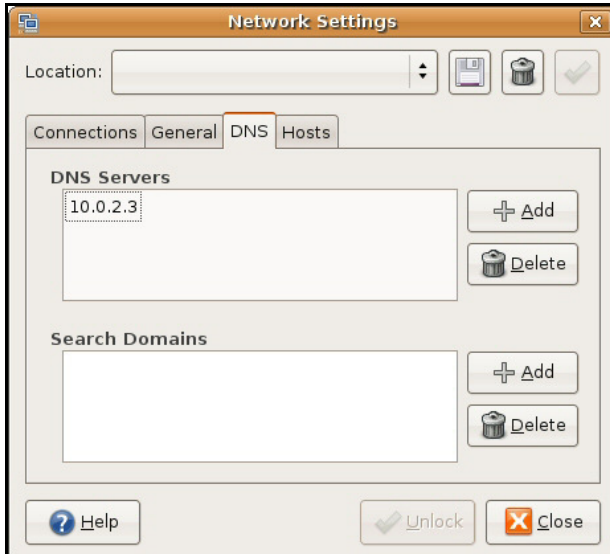 Network Settings
Location:
Connections General DNS Hosts
DNS Servers
10.0.2.3
Add
Delete
Search Domains
Add
Delete
Help Unlock Close